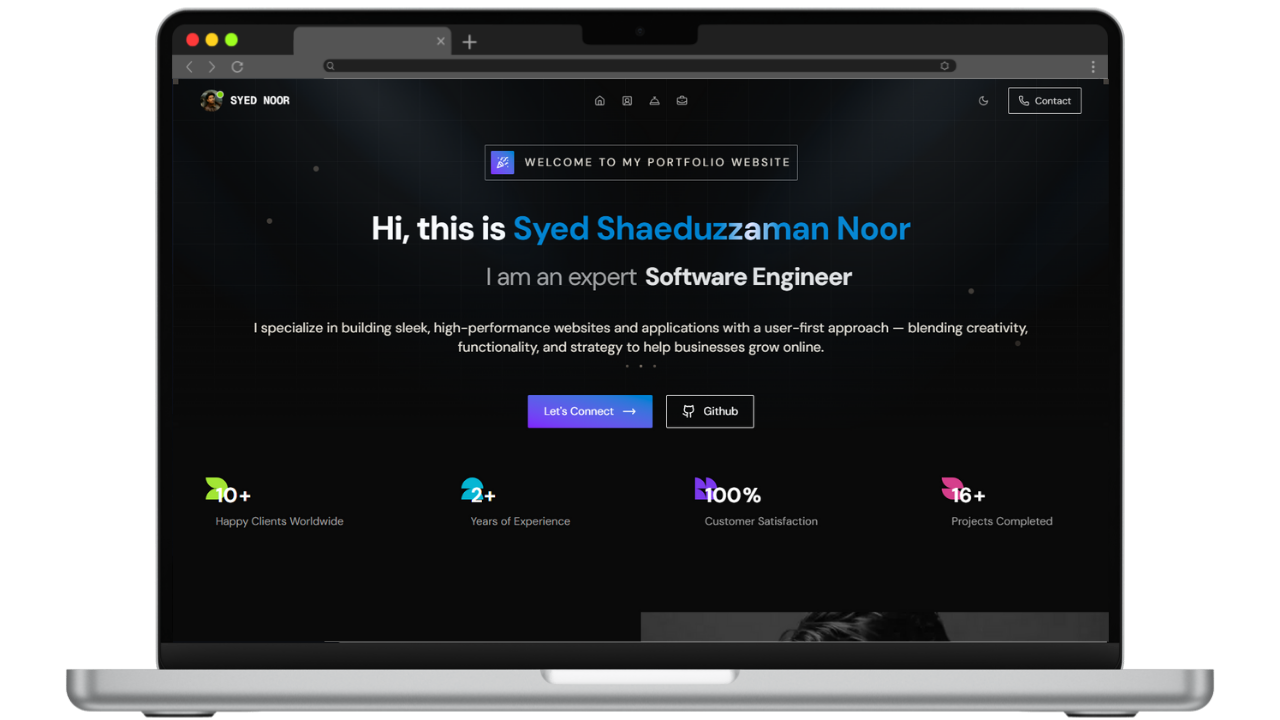 SYED NOOR
Contact
WELCOME TO MY PORTFOLIO WEBSITE
Hi, this is Syed Shaeduzzaman Noor
I am an expert Software Engineer
I specialize in building sleek, high-performance websites and applications with a user-first approach — blending creativity,
functionality, and strategy to help businesses grow online.
Let's Connect →
Github
10+
Happy Clients Worldwide
2+
Years of Experience
100%
Customer Satisfaction
16+
Projects Completed